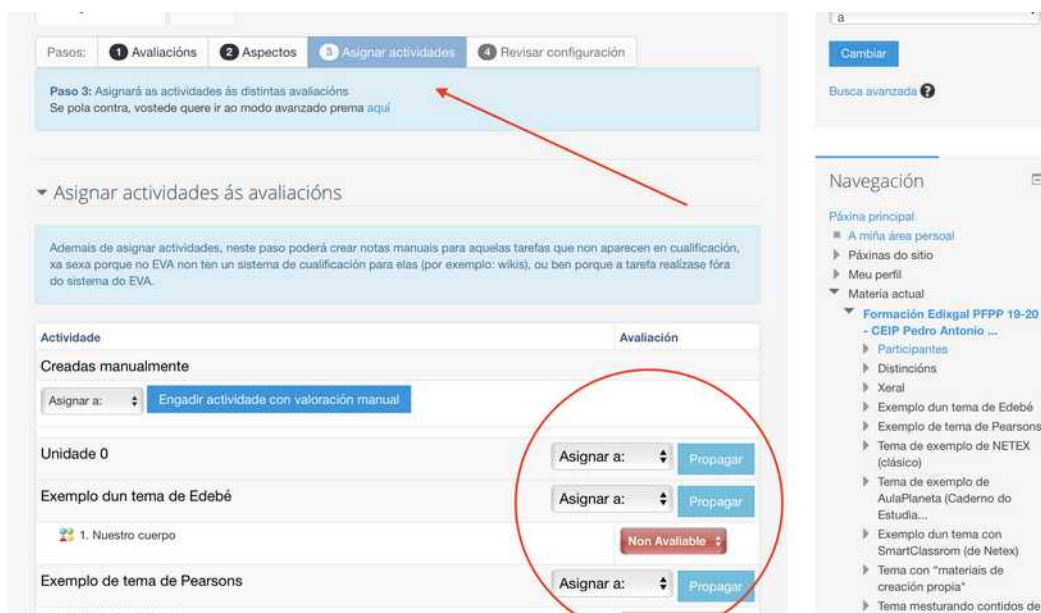 Pasos:
1 Avaliacións
2 Aspectos
3 Asignar actividades
4 Revisar configuración
Paso 3: Asignará as actividades ás distintas avaliacións
Se pola contra, vostede quere ir ao modo avanzado prema aquí
Asignar actividades ás avaliacións
Ademais de asignar actividades, neste paso poderá crear notas manuais para aquelas tarefas que non aparecen en cualificación,
xa sexa porque no EVA non ten un sistema de cualificación para elas (por exemplo: wikis), ou ben porque a tarefa realízase fóra
do sistema do EVA.
Actividade Avaliación
Creadas manualmente
Asignar a: Engadir actividade con valoración manual
Unidade 0 Asignar a: Propagar
Exemplo dun tema de Edebé Asignar a: Propagar
1. Nuestro cuerpo Non Avaliable
Exemplo de tema de Pearsons Asignar a: Propagar
a
Cambiar
Busca avanzada ?
Navegación
Páxina principal
A miña área persoal
Páxinas do sitio
Meu perfil
Materia actual
Formación Edixgal PFPP 19-20
- CEIP Pedro Antonio ...
Participantes
Distincións
Xeral
Exemplo dun tema de Edebé
Exemplo de tema de Pearsons
Tema de exemplo de NETEX
(clásico)
Tema de exemplo de
AulaPlaneta (Caderno do
Estudia...
Exemplo dun tema con
SmartClassrom (de Netex)
Tema con "materiais de
creación propia"
Tema mesturando contidos de